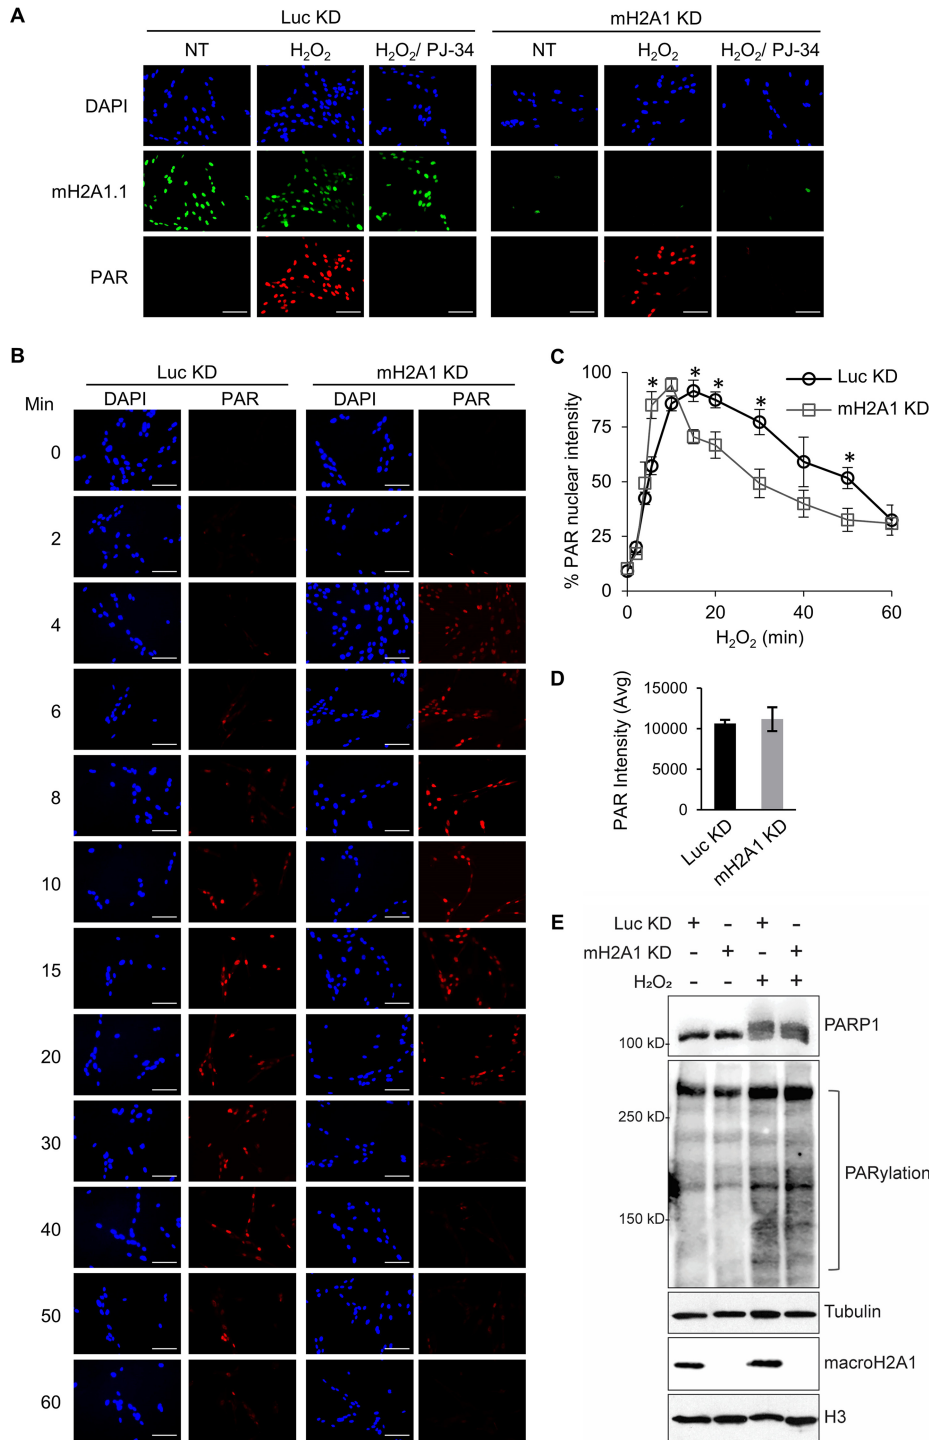 A
Luc KD
mH2A1 KD
NT
H₂O₂
H₂O₂/ PJ-34
NT
H₂O₂
H₂O₂/ PJ-34
DAPI
mH2A1.1
PAR
B
Luc KD
mH2A1 KD
Min
DAPI
PAR
DAPI
PAR
0
2
4
6
8
10
15
20
30
40
50
60
C
Luc KD
mH2A1 KD
% PAR nuclear intensity
100
75
50
25
0
* * * * *
0 20 40 60
H₂O₂ (min)
D
PAR Intensity (Avg)
15000
10000
5000
0
Luc KD
mH2A1 KD
E
Luc KD + - + -
mH2A1 KD - + - +
H₂O₂ - - + +
PARP1
100 kD
250 kD
PARylation
150 kD
Tubulin
macroH2A1
H3